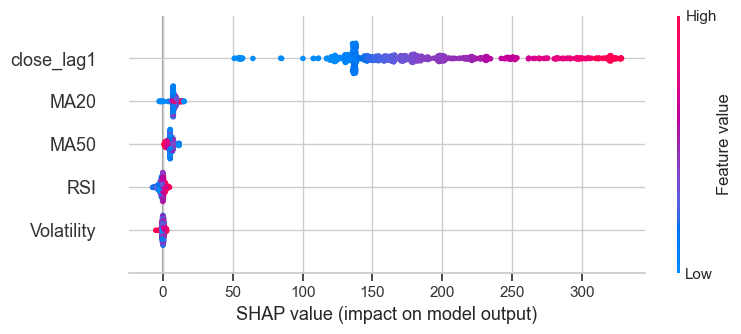 High
close_lag1
MA20
MA50
RSI
Volatility
Feature value
Low
0 50 100 150 200 250 300
SHAP value (impact on model output)